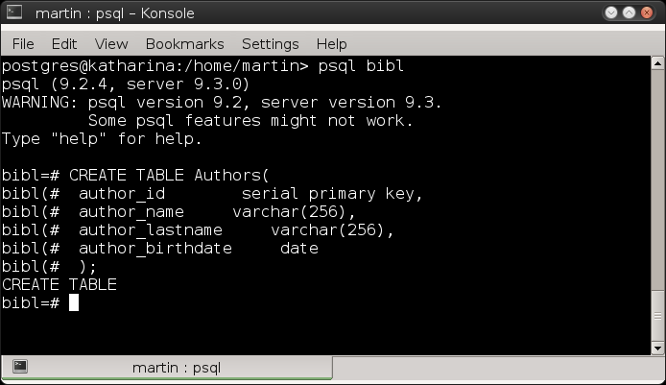 martin : psql – Konsole
File Edit View Bookmarks Settings Help
postgres@katharina:/home/martin> psql bibl
psql (9.2.4, server 9.3.0)
WARNING: psql version 9.2, server version 9.3.
         Some psql features might not work.
Type "help" for help.

bibl=# CREATE TABLE Authors(
bibl(#  author_id        serial primary key,
bibl(#  author_name     varchar(256),
bibl(#  author_lastname     varchar(256),
bibl(#  author_birthdate     date
bibl(#  );
CREATE TABLE
bibl=#
martin : psql